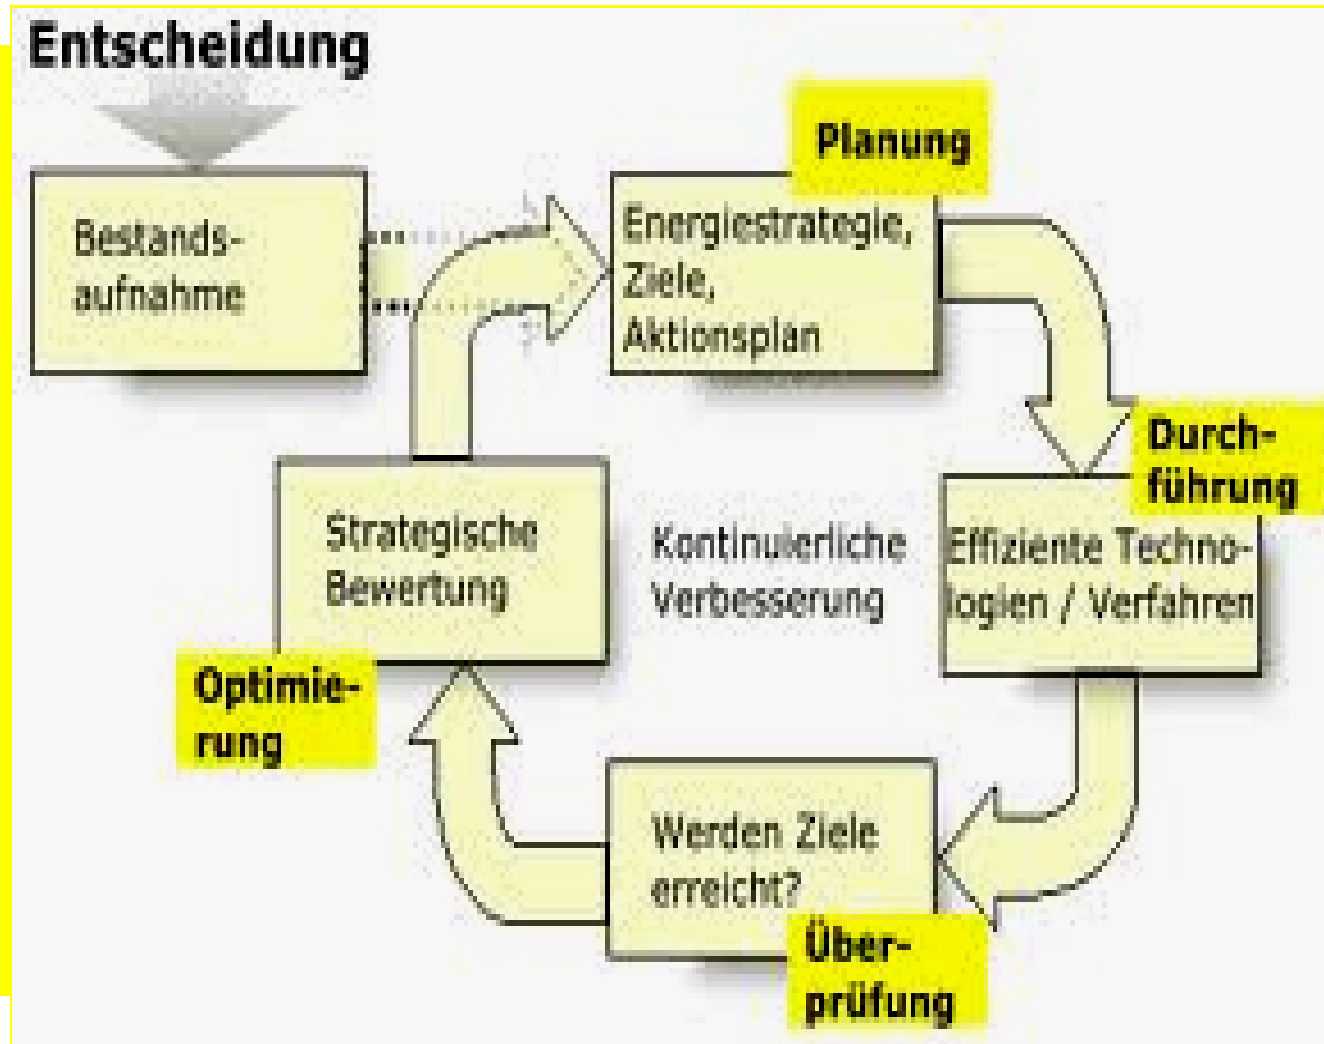 Entscheidung
Bestands-
aufnahme
Planung
Energiestrategie,
Ziele,
Aktionsplan
Durch-
führung
Effiziente Techno-
logien / Verfahren
Kontinuierliche
Verbesserung
Strategische
Bewertung
Optimie-
rung
Werden Ziele
erreicht?
Über-
prüfung